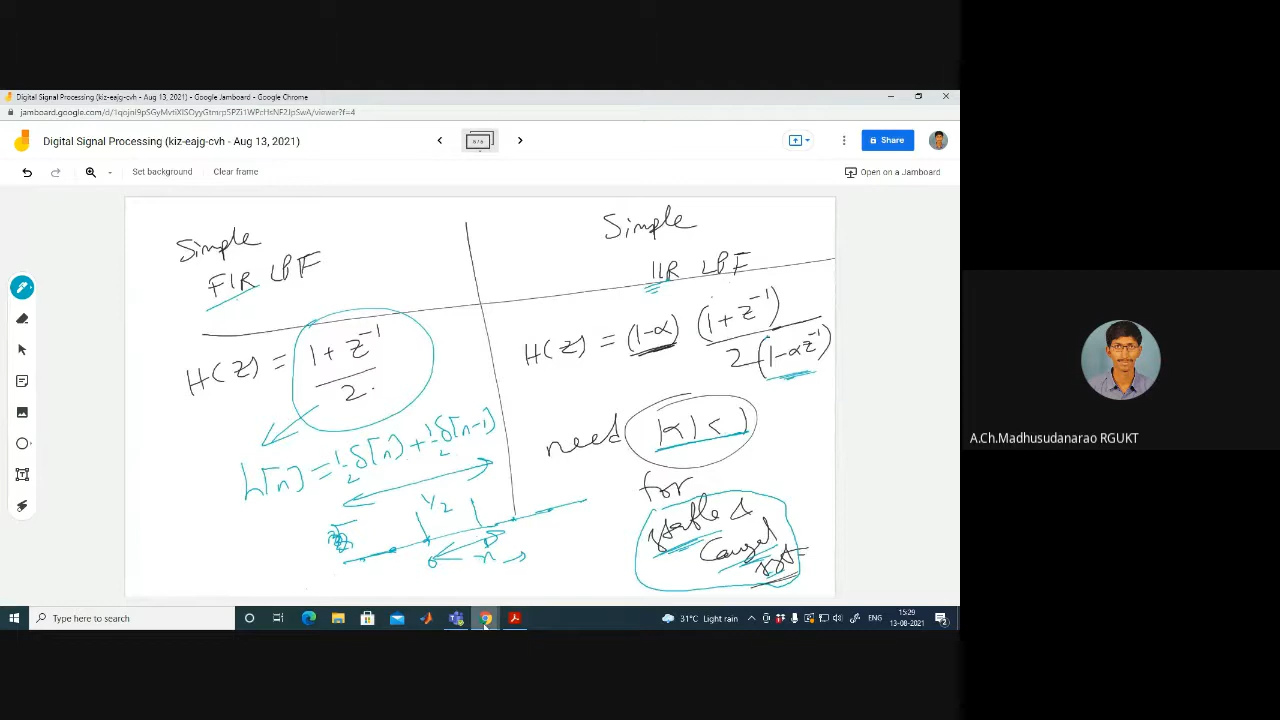 Digital Signal Processing (kiz-eajg-cvh - Aug 13, 2021) - Google Jamboard - Google Chrome
Digital Signal Processing (kiz-eajg-cvh - Aug 13, 2021)
Share
Set background
Clear frame
Open on a Jamboard
Simple
FIR LPF
H(z) = 1 + z⁻¹ / 2
h[n] = 1/2 δ[n] + 1/2 δ[n-1]
1/2
0
n →
Simple
IIR LPF
H(z) = (1-α) (1 + z⁻¹) / 2(1-αz⁻¹)
need |α| < 1
for
stable &
Causal
A.Ch.Madhusudanarao RGUKT
Type here to search
31°C Light rain
ENG
15:29
13-08-2021
2